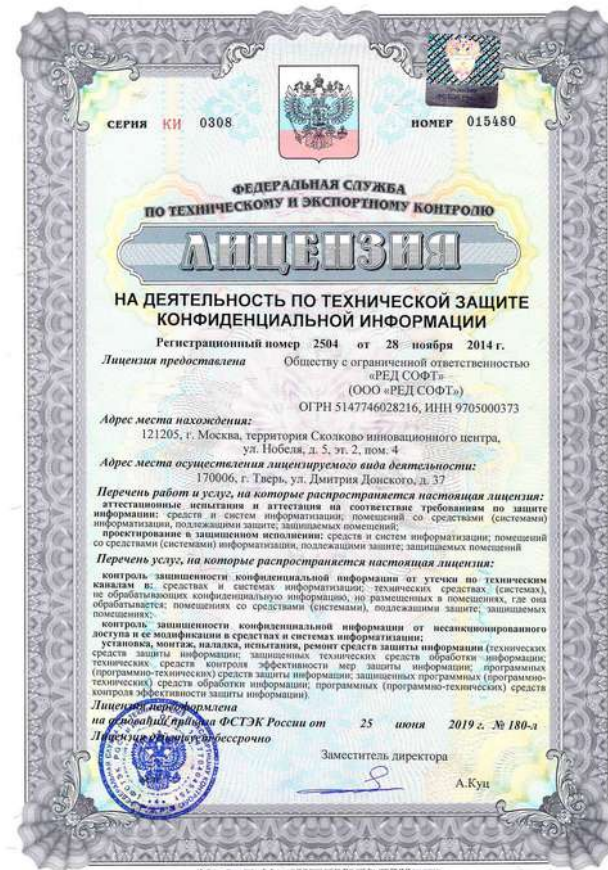 СЕРИЯ КИ 0308
НОМЕР 015480
ФЕДЕРАЛЬНАЯ СЛУЖБА
ПО ТЕХНИЧЕСКОМУ И ЭКСПОРТНОМУ КОНТРОЛЮ
ЛИЦЕНЗИЯ
НА ДЕЯТЕЛЬНОСТЬ ПО ТЕХНИЧЕСКОЙ ЗАЩИТЕ
КОНФИДЕНЦИАЛЬНОЙ ИНФОРМАЦИИ
Регистрационный номер 2504 от 28 ноября 2014 г.
Лицензия предоставлена Обществу с ограниченной ответственностью
«РЕД СОФТ»
(ООО «РЕД СОФТ»)
ОГРН 5147746028216, ИНН 9705000373
Адрес места нахождения:
121205, г. Москва, территория Сколково инновационного центра,
ул. Нобеля, д. 5, эт. 2, пом. 4
Адрес места осуществления лицензируемого вида деятельности:
170006, г. Тверь, ул. Дмитрия Донского, д. 37
Перечень работ и услуг, на которые распространяется настоящая лицензия:
аттестационные испытания и аттестация на соответствие требованиям по защите
информации: средств и систем информатизации; помещений со средствами (системами)
информатизации, подлежащими защите; защищаемых помещений;
проектирование в защищенном исполнении: средств и систем информатизации; помещений
со средствами (системами) информатизации, подлежащими защите; защищаемых помещений
Перечень услуг, на которые распространяется настоящая лицензия:
контроль защищенности конфиденциальной информации от утечки по техническим
каналам в: средствах и системах информатизации; технических средствах (системах),
не обрабатывающих конфиденциальную информацию, но размещенных в помещениях, где она
обрабатывается; помещениях со средствами (системами), подлежащими защите; защищаемых
помещениях;
контроль защищенности конфиденциальной информации от несанкционированного
доступа и ее модификации в средствах и системах информатизации;
установка, монтаж, наладка, испытания, ремонт средств защиты информации (технических
средств защиты информации; защищенных технических средств обработки информации;
технических средств контроля эффективности мер защиты информации; программных
(программно-технических) средств защиты информации; защищенных программных (программно-
технических) средств обработки информации; программных (программно-технических) средств
контроля эффективности защиты информации)
Лицензия переоформлена
на основании приказа ФСТЭК России от 25 июня 2019 г. № 180-л
Лицензия действует бессрочно
Заместитель директора
А.Куц